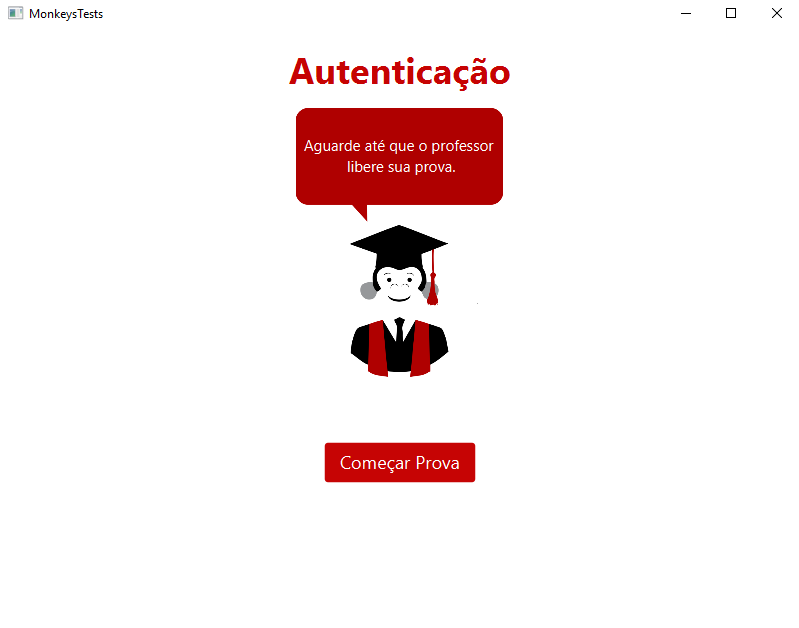 MonkeysTests
Autenticação
Aguarde até que o professor
libere sua prova.
Começar Prova